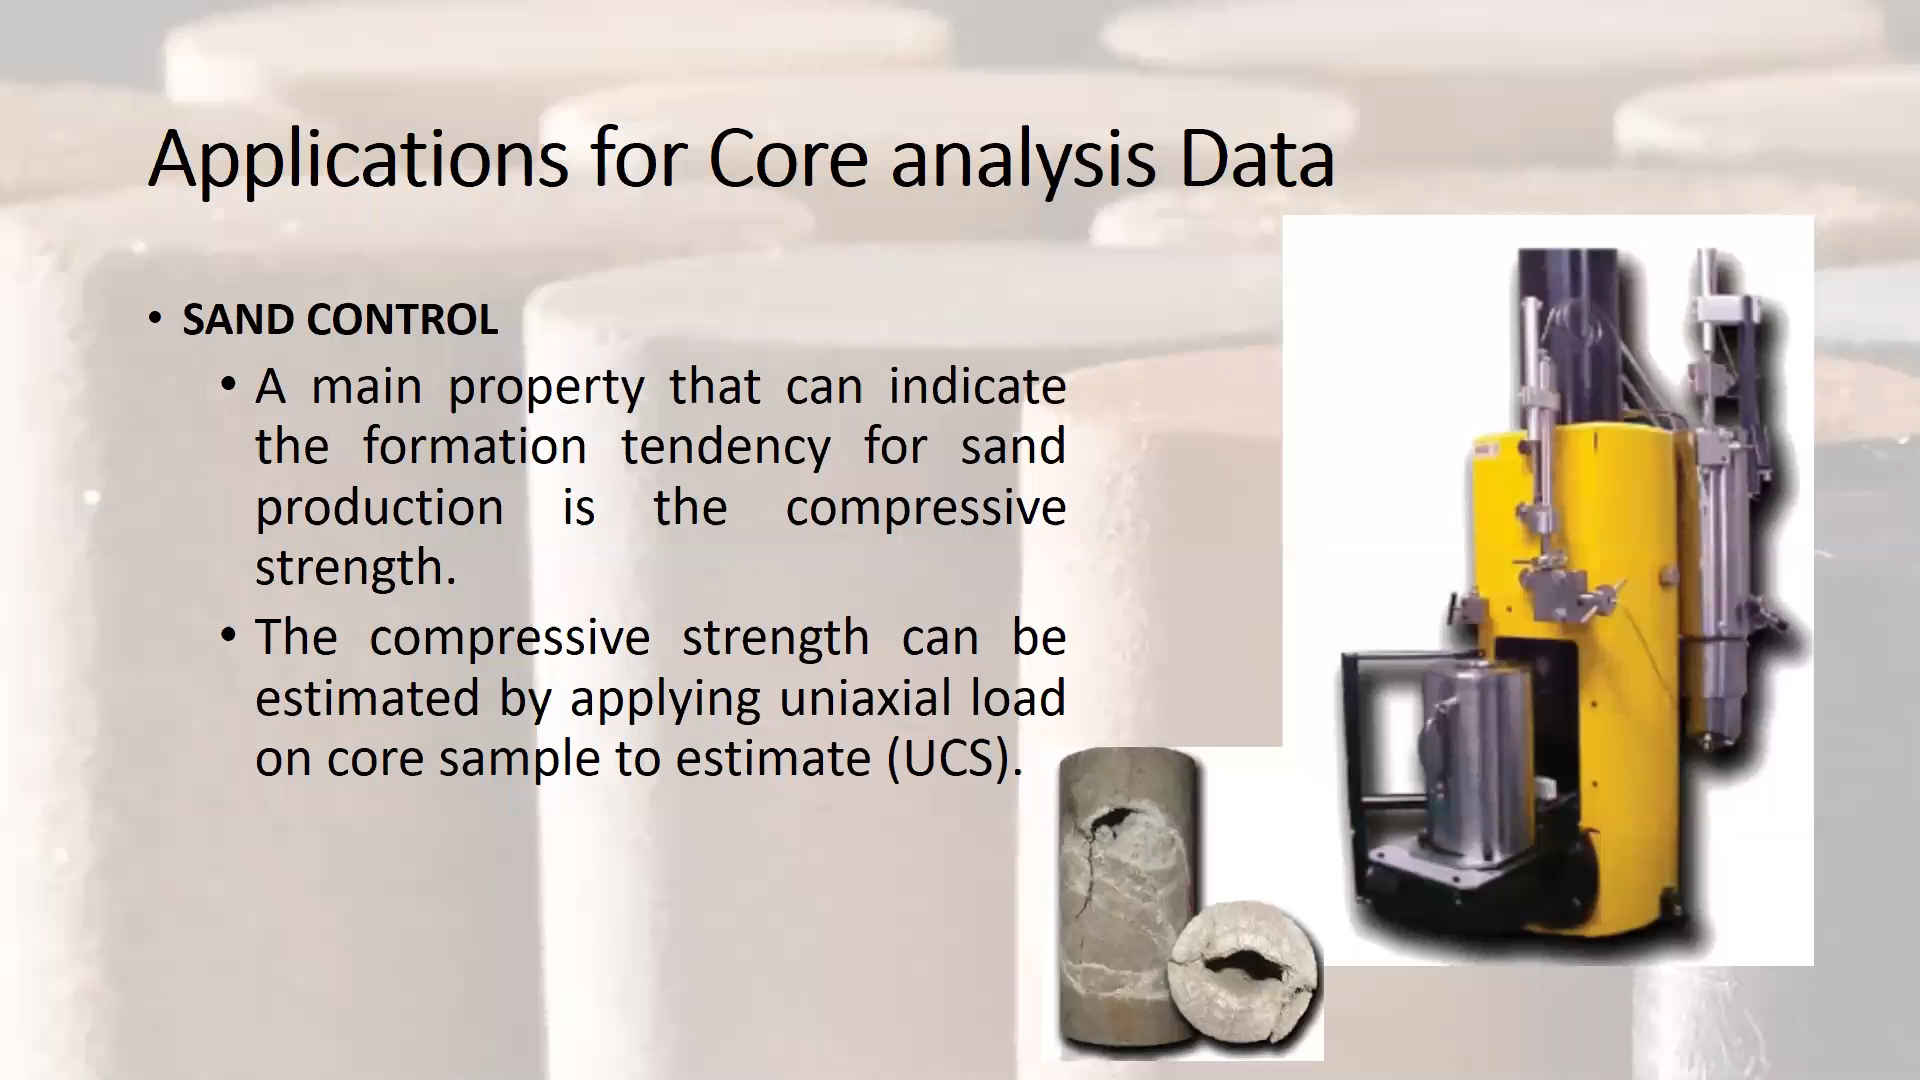 Applications for Core analysis Data
• SAND CONTROL
• A main property that can indicate
the formation tendency for sand
production is the compressive
strength.
• The compressive strength can be
estimated by applying uniaxial load
on core sample to estimate (UCS).